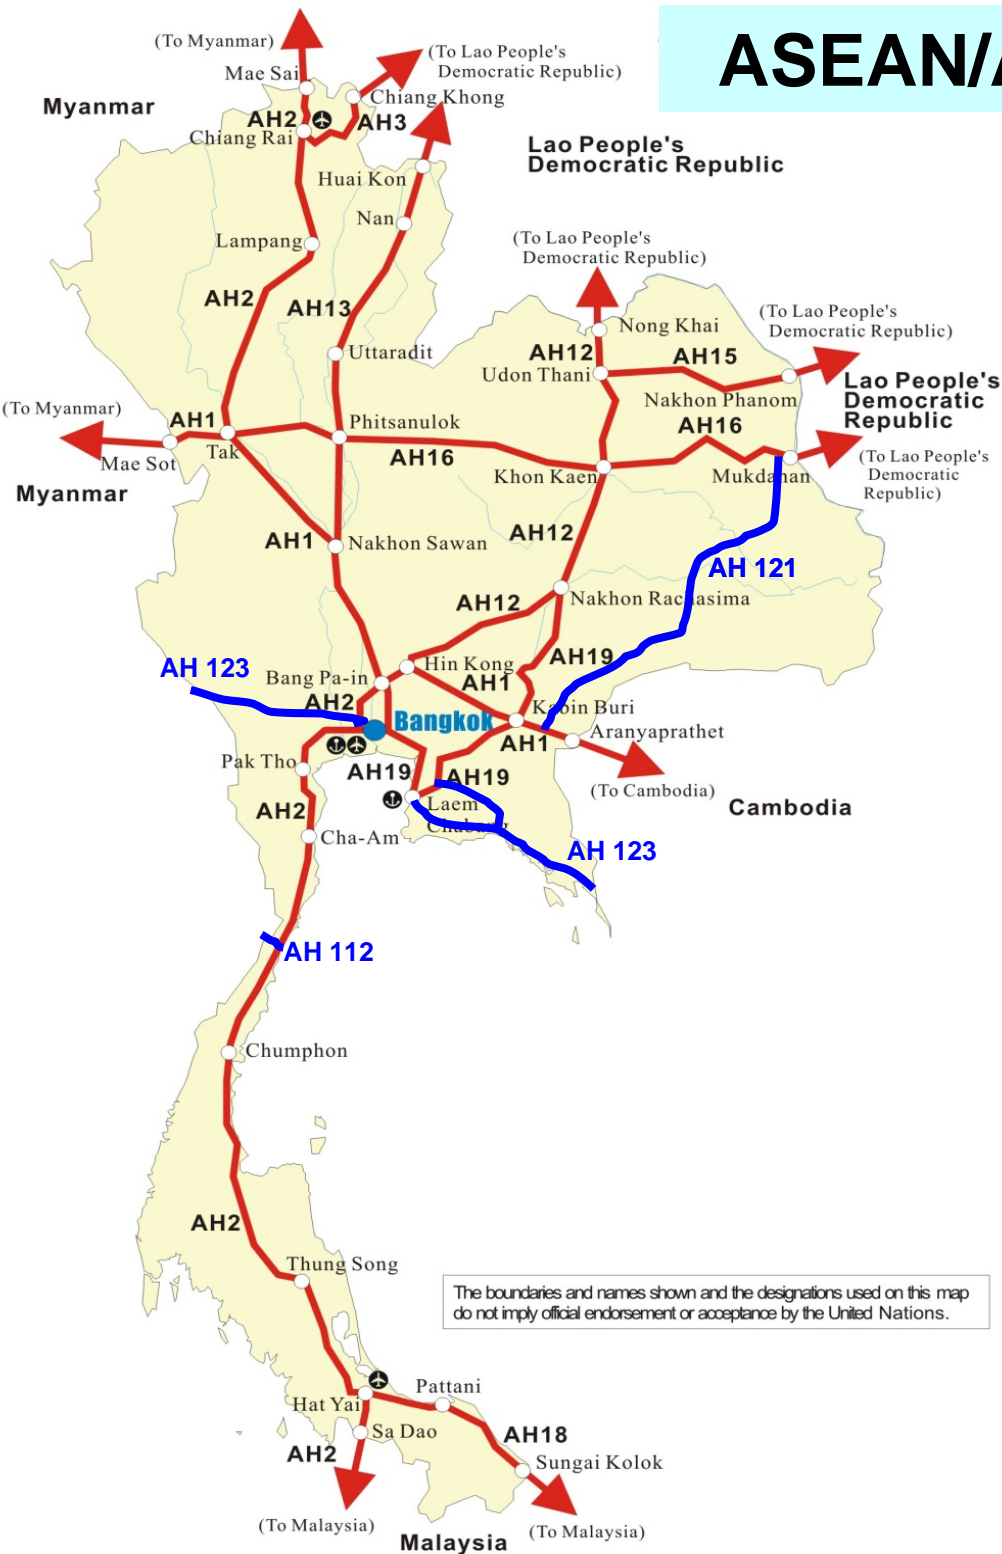 ASEAN/
(To Myanmar)
(To Lao People's
Democratic Republic)
Mae Sai
Chiang Khong
Myanmar
AH2
AH3
Chiang Rai
Lao People's
Democratic Republic
Huai Kon
Nan
Lampang
(To Lao People's
Democratic Republic)
AH2
AH13
Nong Khai
(To Lao People's
Democratic Republic)
Uttaradit
AH12
AH15
Udon Thani
Lao People's
Democratic
Republic
Nakhon Phanom
(To Myanmar)
AH1
Phitsanulok
AH16
Tak
AH16
Mae Sot
Khon Kaen
Mukdahan
(To Lao People's
Democratic
Republic)
Myanmar
AH1
Nakhon Sawan
AH12
AH 121
Nakhon Rachasima
AH12
AH 123
Bang Pa-in
Hin Kong
AH19
AH1
AH2
Bangkok
Kabin Buri
AH1
Aranyaprathet
Pak Tho
AH19
AH19
(To Cambodia)
AH2
Laem
Chabang
Cambodia
Cha-Am
AH 123
AH 112
Chumphon
AH2
Thung Song
The boundaries and names shown and the designations used on this map
do not imply official endorsement or acceptance by the United Nations.
Hat Yai
Pattani
Sa Dao
AH2
AH18
Sungai Kolok
(To Malaysia)
(To Malaysia)
Malaysia